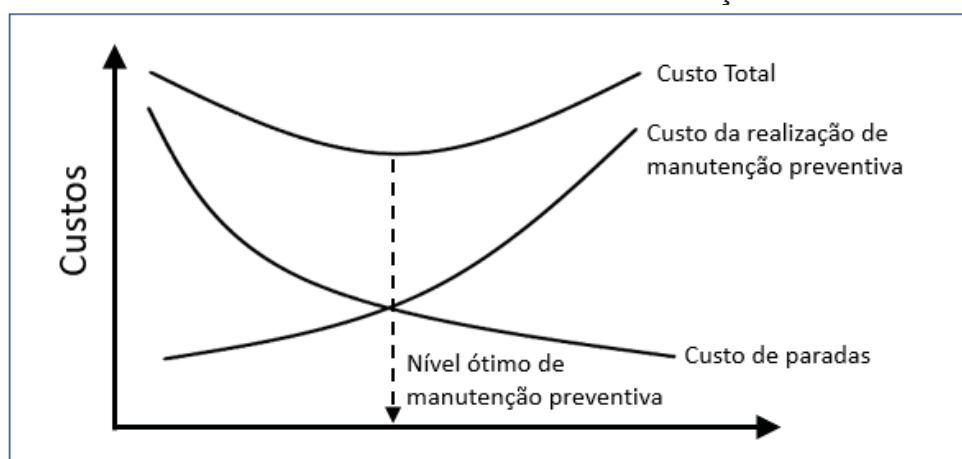 Custo Total
Custo da realização de
manutenção preventiva
Custos
Custo de paradas
Nível ótimo de
manutenção preventiva